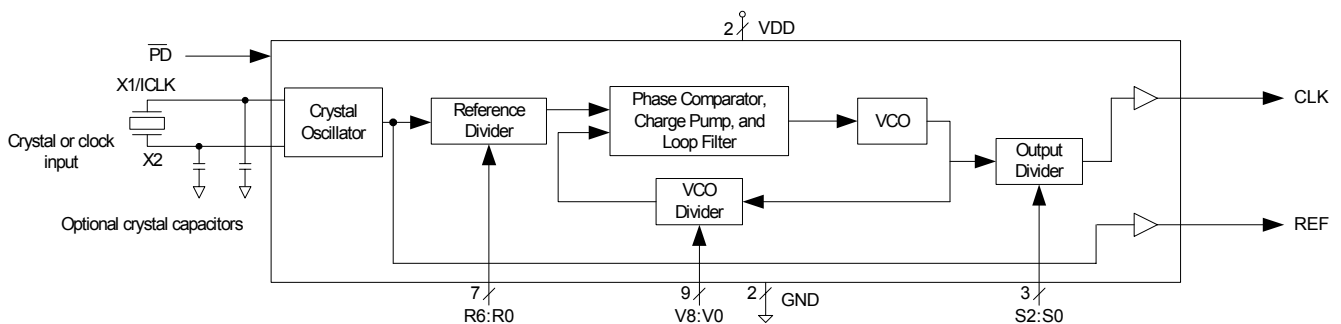 2 VDD
PD
X1/ICLK
Crystal or clock
input
X2
Optional crystal capacitors
Crystal
Oscillator
Reference
Divider
Phase Comparator,
Charge Pump, and
Loop Filter
VCO
VCO
Divider
Output
Divider
CLK
REF
7
R6:R0
9
V8:V0
2
GND
3
S2:S0